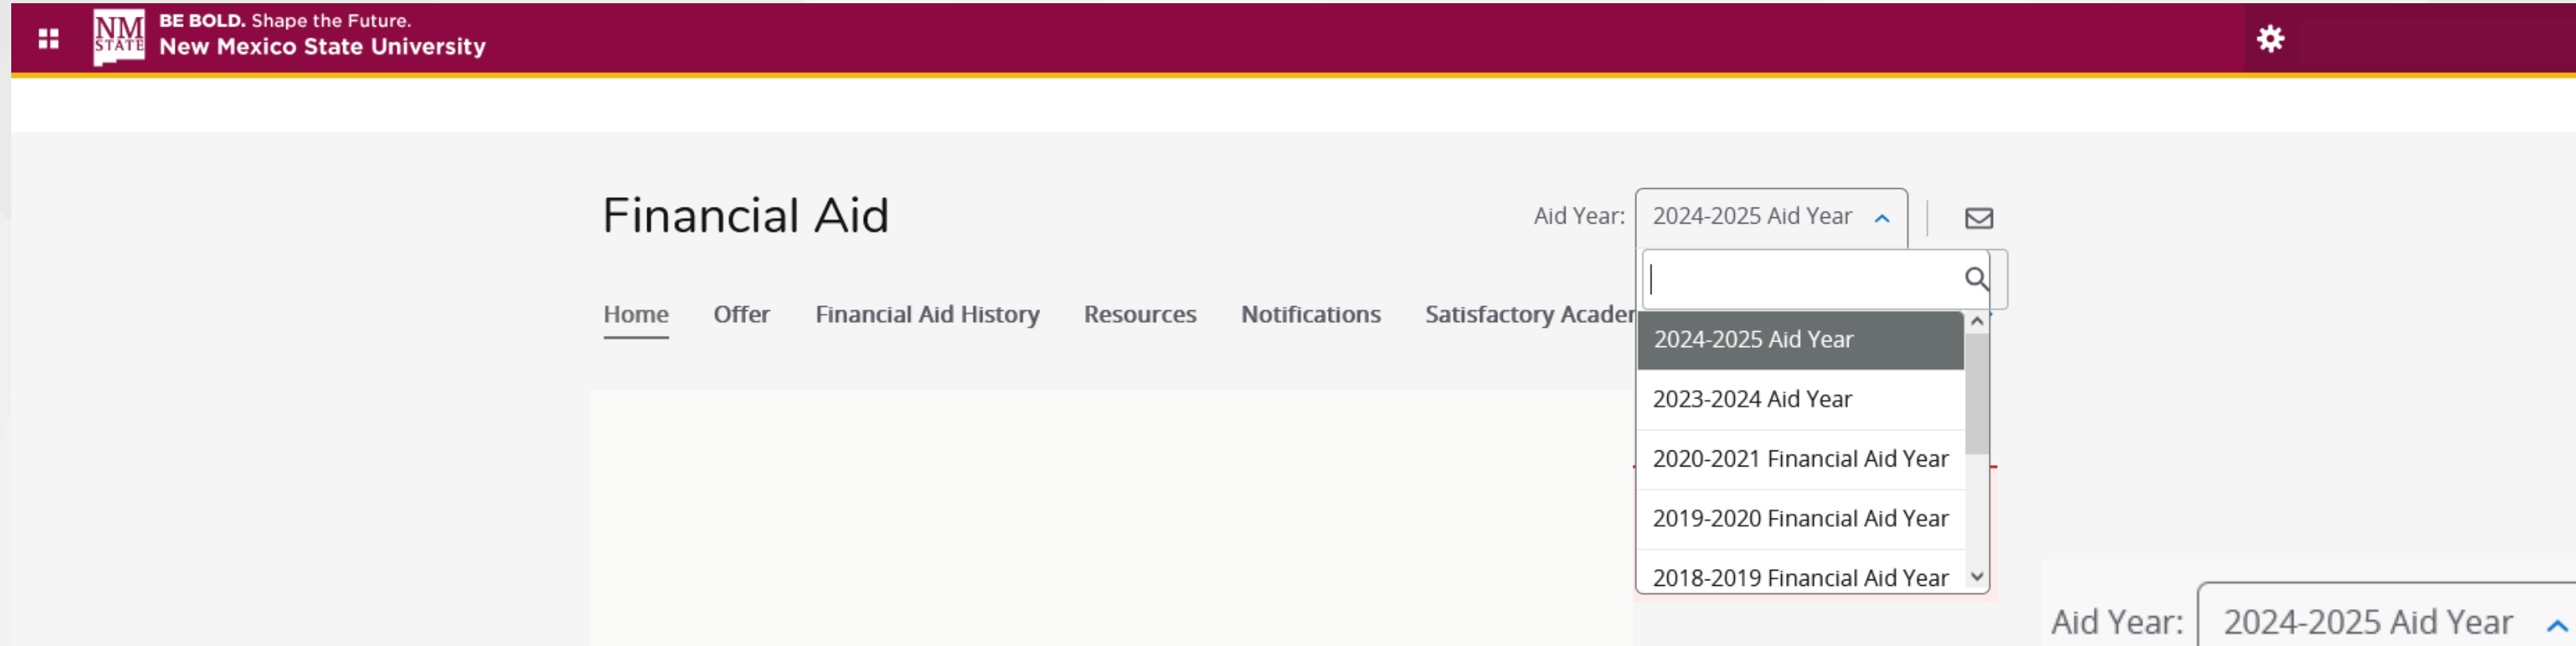 NM
STATE
BE BOLD. Shape the Future.
New Mexico State University
Financial Aid
Aid Year: 2024-2025 Aid Year
Home Offer Financial Aid History Resources Notifications Satisfactory Acade
2024-2025 Aid Year
2023-2024 Aid Year
2020-2021 Financial Aid Year
2019-2020 Financial Aid Year
2018-2019 Financial Aid Year
Aid Year: 2024-2025 Aid Year